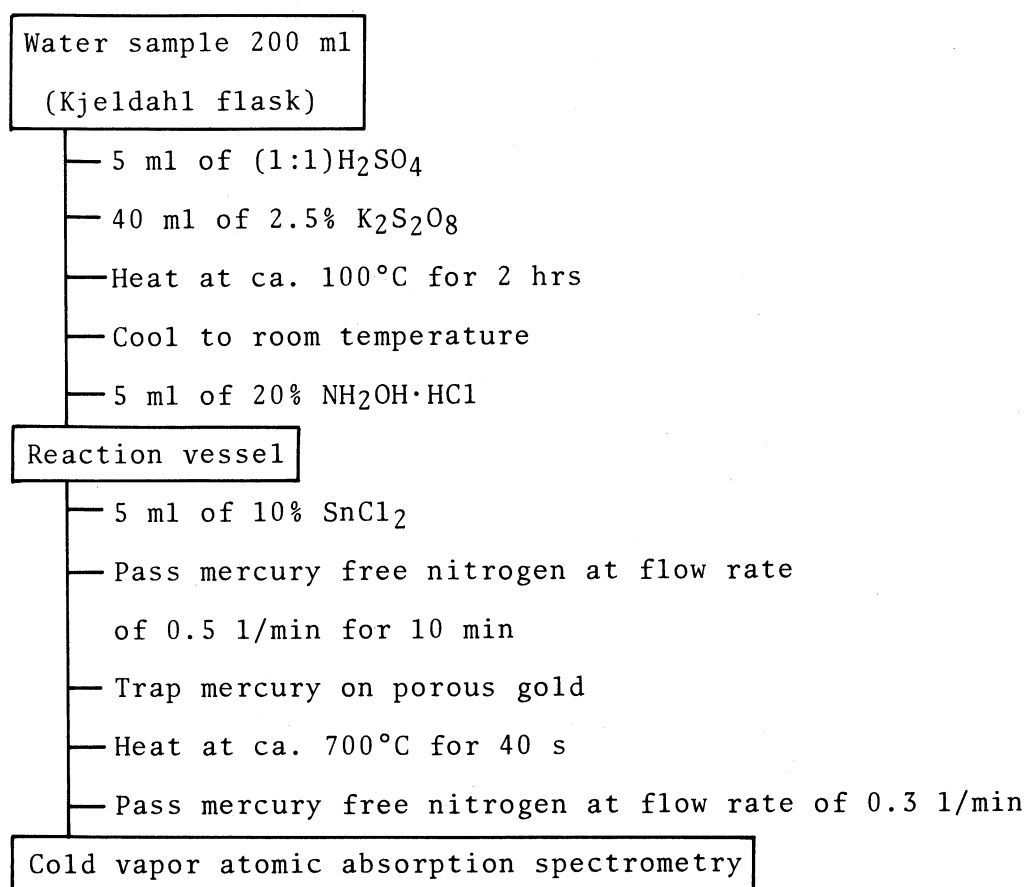 Water sample 200 ml
(Kjeldahl flask)
5 ml of (1:1)H₂SO₄
40 ml of 2.5% K₂S₂O₈
Heat at ca. 100°C for 2 hrs
Cool to room temperature
5 ml of 20% NH₂OH·HCl
Reaction vessel
5 ml of 10% SnCl₂
Pass mercury free nitrogen at flow rate
of 0.5 l/min for 10 min
Trap mercury on porous gold
Heat at ca. 700°C for 40 s
Pass mercury free nitrogen at flow rate of 0.3 l/min
Cold vapor atomic absorption spectrometry